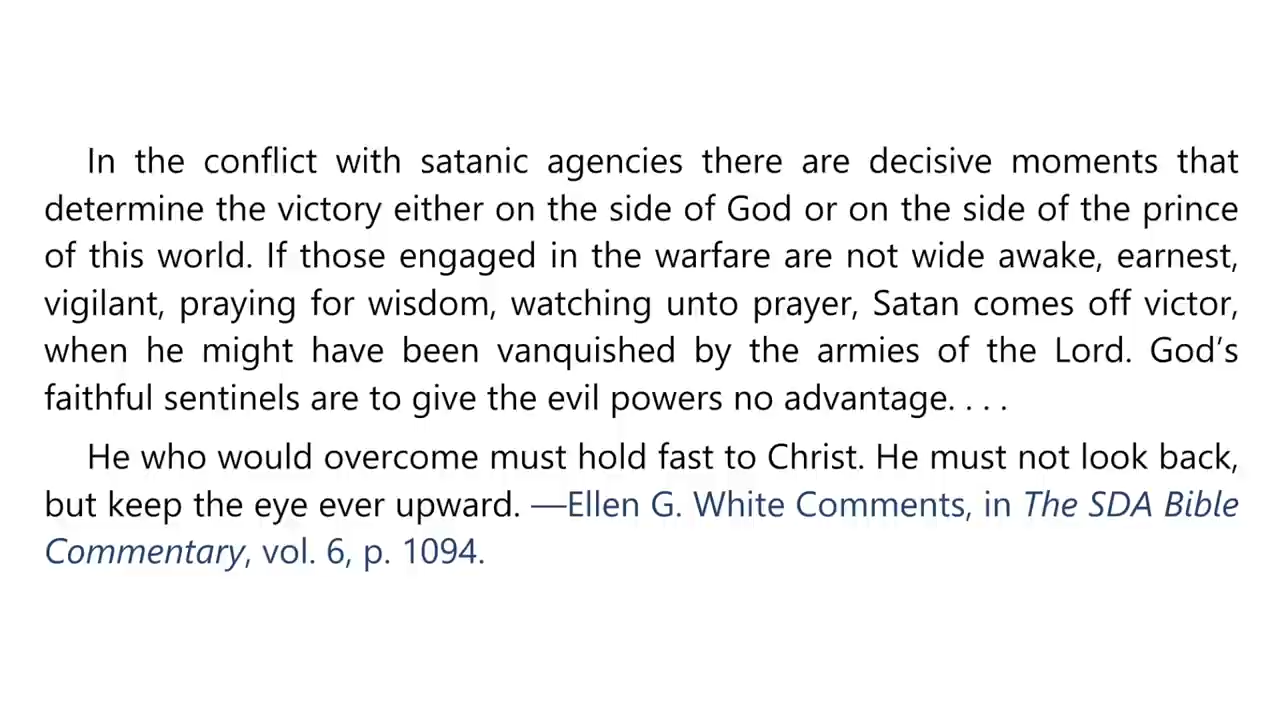 In the conflict with satanic agencies there are decisive moments that
determine the victory either on the side of God or on the side of the prince
of this world. If those engaged in the warfare are not wide awake, earnest,
vigilant, praying for wisdom, watching unto prayer, Satan comes off victor,
when he might have been vanquished by the armies of the Lord. God’s
faithful sentinels are to give the evil powers no advantage. . . .
He who would overcome must hold fast to Christ. He must not look back,
but keep the eye ever upward. —Ellen G. White Comments, in The SDA Bible
Commentary, vol. 6, p. 1094.